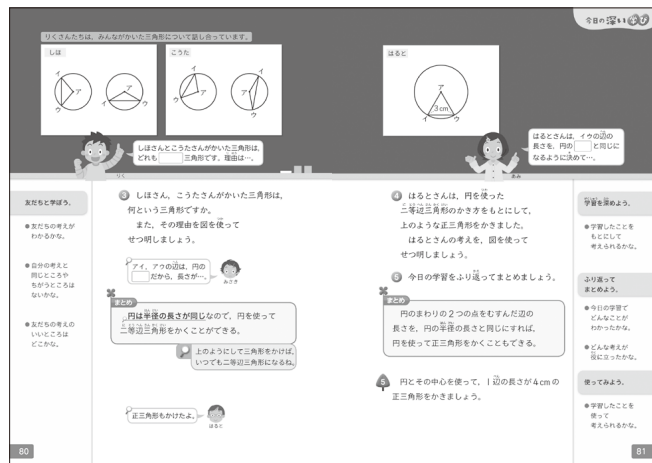 今日の深い学び
りくさんたちは、みんながかいた三角形について話し合っています。
しほ
イ
ア
ウ
ア
イ
ウ
こうた
イ
ア
ウ
イ
ア
ウ
はると
ア
3cm
イ
ウ
しほさんとこうたさんがかいた三角形は、
どれも 三角形です。理由は…。
りく
はるとさんは、イウの辺の
長さを、円の と同じに
なるように決めて…。
あみ
友だちと学ぼう。
●友だちの考えが
わかるかな。
●自分の考えと
同じところや
ちがうところは
ないかな。
●友だちの考えの
いいところは
どこかな。
3 しほさん、こうたさんがかいた三角形は、
何という三角形ですか。
また、その理由を図を使って
せつ明しましょう。
アイ、アウの辺は、円の
だから、長さが…。
みさき
まとめ
円は半径の長さが同じなので、円を使って
二等辺三角形をかくことができる。
上のようにして三角形をかけば、
いつでも二等辺三角形になるね。
正三角形もかけたよ。
はると
80
4 はるとさんは、円を使った
二等辺三角形のかき方をもとにして、
上のような正三角形をかきました。
はるとさんの考えを、図を使って
せつ明しましょう。
5 今日の学習をふり返ってまとめましょう。
まとめ
円のまわりの2つの点をむすんだ辺の
長さを、円の半径の長さと同じにすれば、
円を使って正三角形をかくこともできる。
5 円とその中心を使って、1辺の長さが4cmの
正三角形をかきましょう。
学習を深めよう。
●学習したことを
もとにして
考えられるかな。
ふり返って
まとめよう。
●今日の学習で
どんなことが
わかったかな。
●どんな考えが
役に立ったかな。
使ってみよう。
●学習したことを
使って
考えられるかな。
81